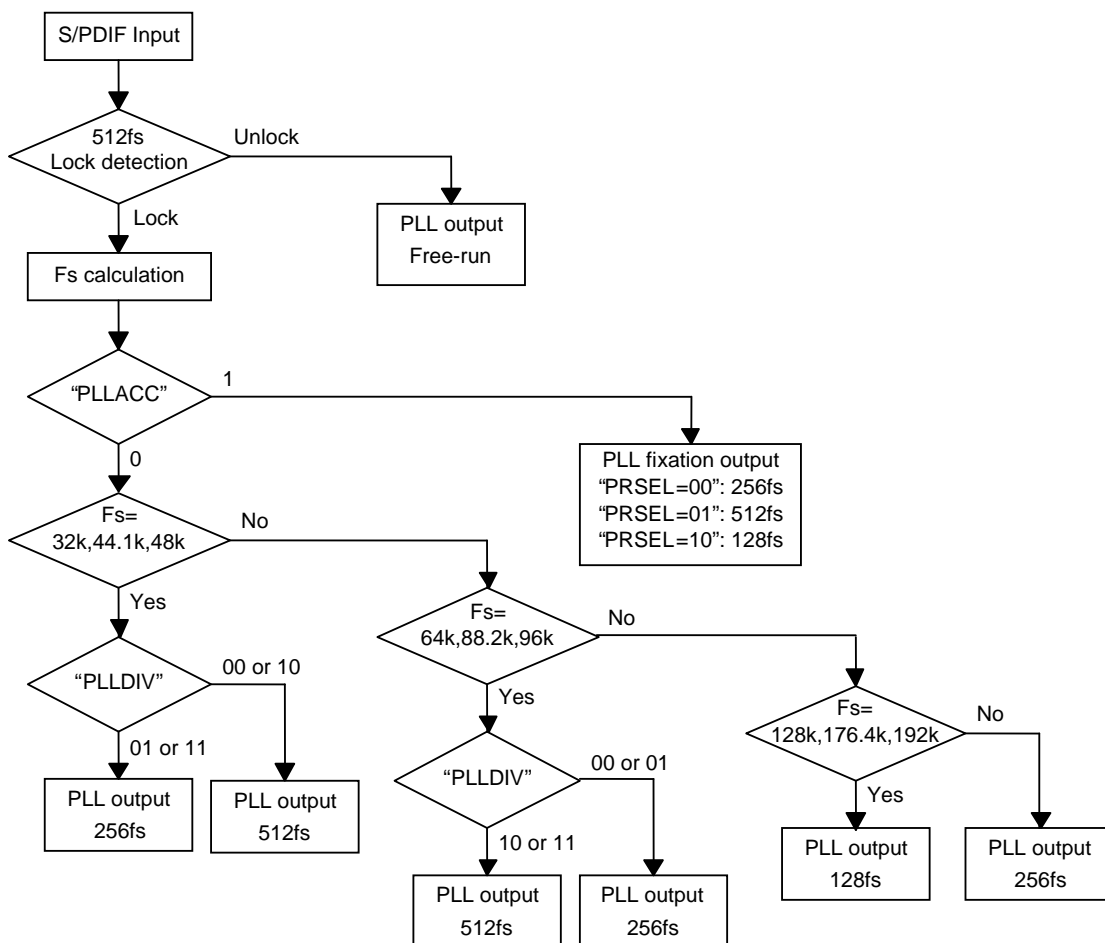 S/PDIF Input
512fs
Lock detection
Unlock
Lock
PLL output
Free-run
Fs calculation
“PLLACC”
1
0
PLL fixation output
“PRSEL=00”: 256fs
“PRSEL=01”: 512fs
“PRSEL=10”: 128fs
Fs=
32k,44.1k,48k
No
Yes
Fs=
64k,88.2k,96k
No
Yes
“PLLDIV”
00 or 10
01 or 11
Fs=
128k,176.4k,192k
No
Yes
“PLLDIV”
00 or 01
10 or 11
PLL output
256fs
PLL output
512fs
PLL output
128fs
PLL output
256fs
PLL output
512fs
PLL output
256fs